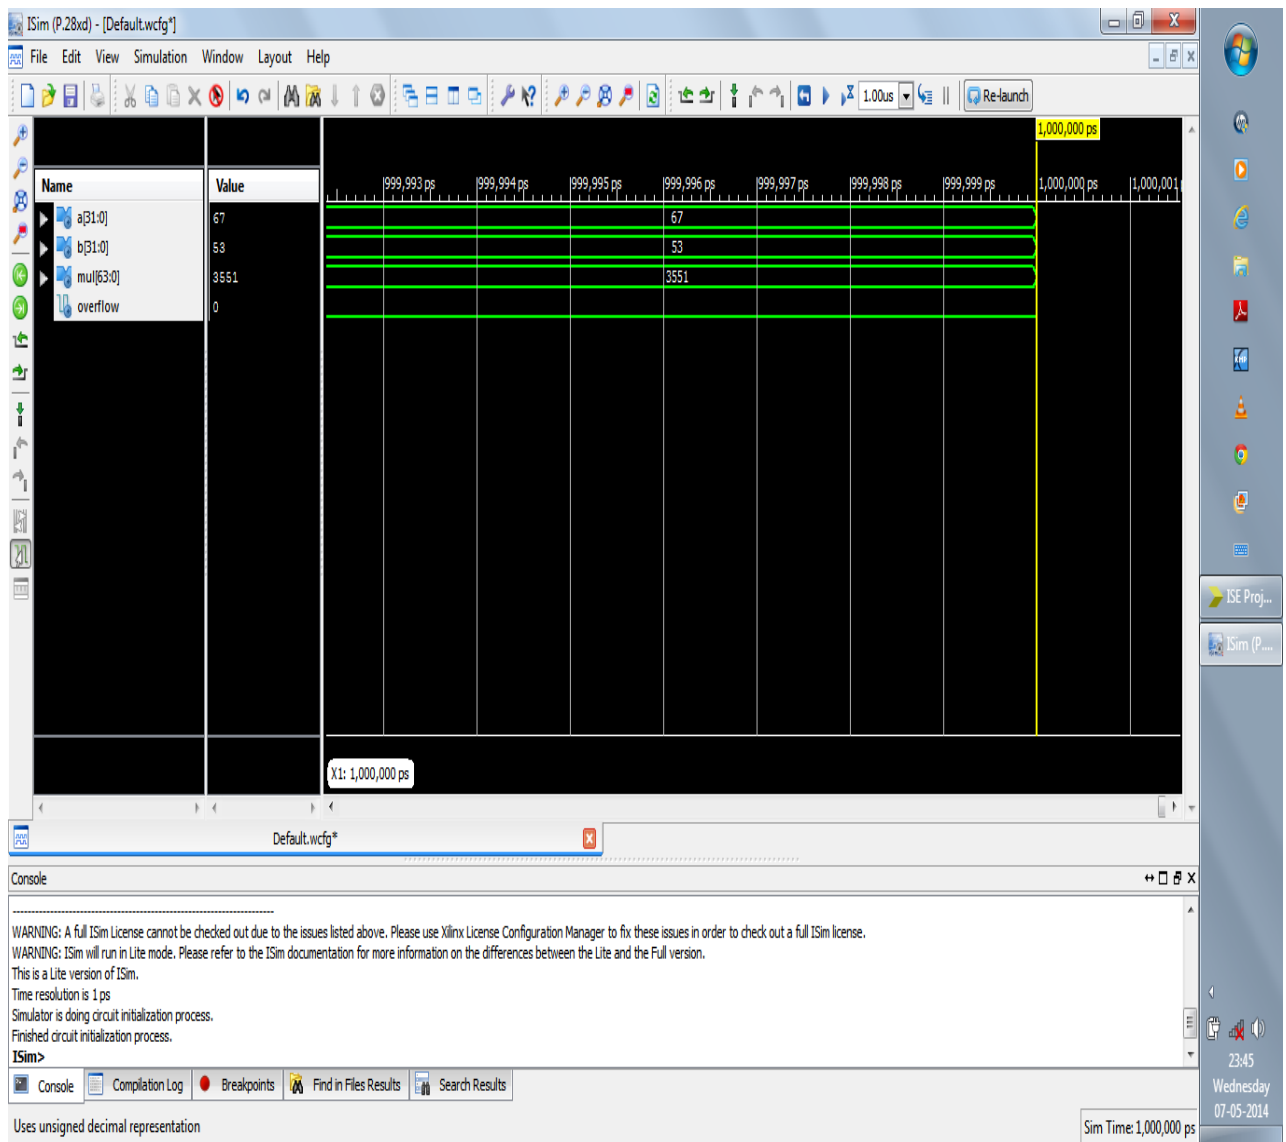 ISim (P.28xd) - [Default.wcfg*]
File Edit View Simulation Window Layout Help
1.00us
Re-launch
1,000,000 ps
Name Value
999,993 ps 999,994 ps 999,995 ps 999,996 ps 999,997 ps 999,998 ps 999,999 ps 1,000,000 ps 1,000,001
a[31:0] 67 67
b[31:0] 53 53
mul[63:0] 3551 3551
overflow 0
X1: 1,000,000 ps
Default.wcfg*
Console
WARNING: A full ISim License cannot be checked out due to the issues listed above. Please use Xilinx License Configuration Manager to fix these issues in order to check out a full ISim license.
WARNING: ISim will run in Lite mode. Please refer to the ISim documentation for more information on the differences between the Lite and the Full version.
This is a Lite version of ISim.
Time resolution is 1 ps
Simulator is doing circuit initialization process.
Finished circuit initialization process.
ISim>
Console Compilation Log Breakpoints Find in Files Results Search Results
Uses unsigned decimal representation
Sim Time: 1,000,000 ps
ISE Proj...
ISim (P....
23:45
Wednesday
07-05-2014